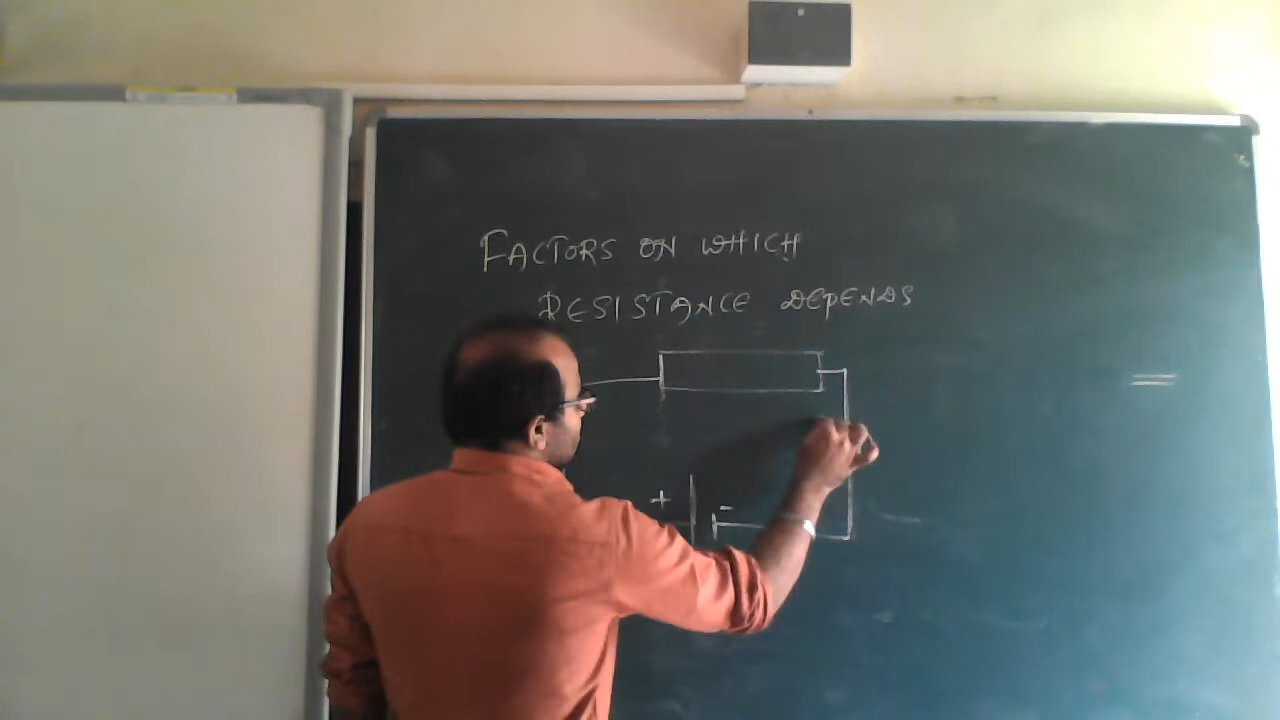 FACTORS ON WHICH
RESISTANCE DEPENDS
+ -